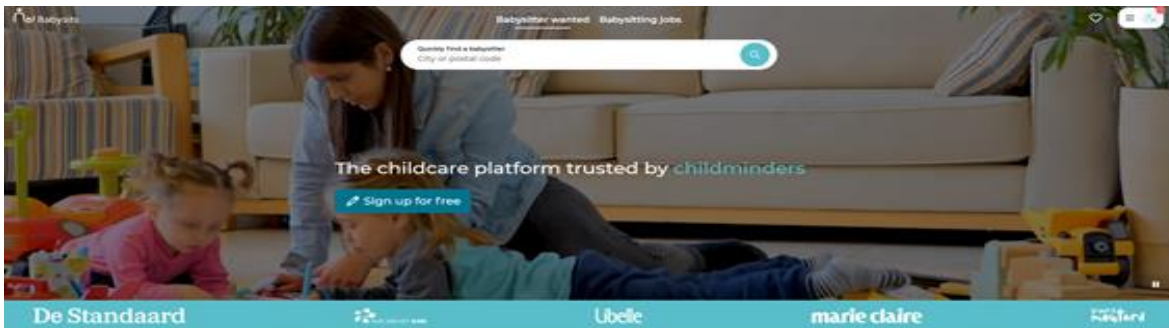 Babysits
Babysitter wanted
Babysitting jobs
Quickly find a babysitter
City or postal code
The childcare platform trusted by childminders
Sign up for free
De Standaard
Libelle
marie claire